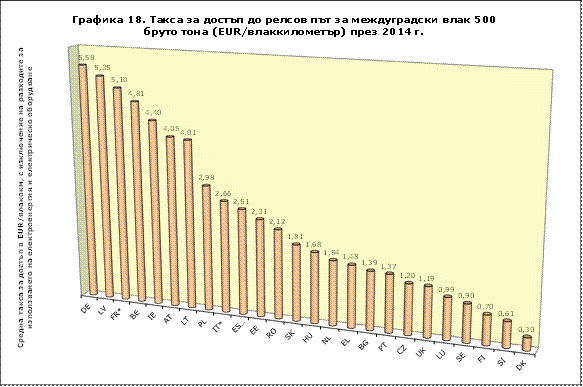 Графика 18. Такса за достъп до релсов път за междуградски влак 500
бруто тона (EUR/влаккилометър) през 2014 г.
Средна такса за достъп в EUR/влаккм, с изключение на разходите за
използването на електроенергия и електрическо оборудване
5,58
5,35
5,10
4,81
4,40
4,05
4,01
2,98
2,66
2,51
2,31
2,12
1,81
1,68
1,54
1,48
1,39
1,37
1,20
1,19
0,99
0,90
0,70
0,61
0,30
DE
LV
FR*
BE
IE
AT
LT
PL
IT*
ES...
EE
RO
SK
HU
NL
EL
BG
PT
CZ
UK
LU
SE
FI
SI
DK